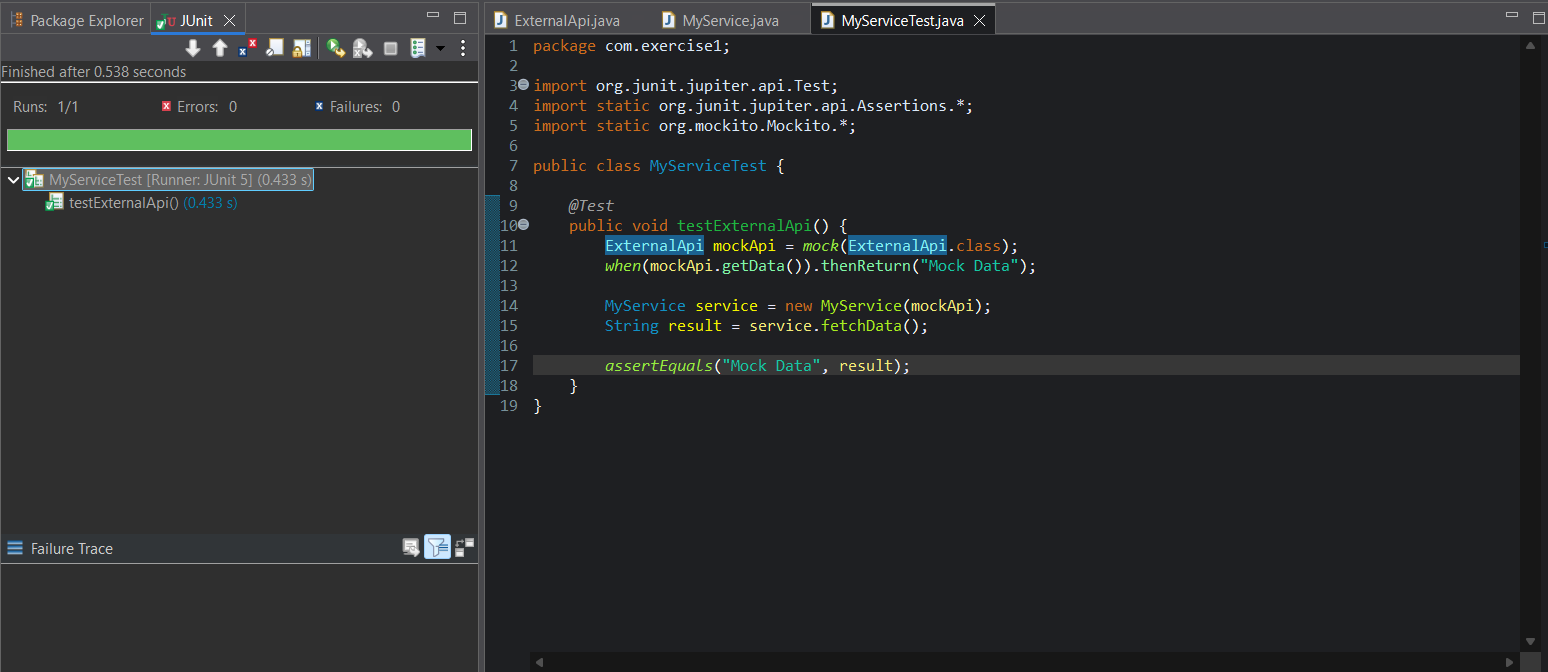 Package Explorer
JUnit
Finished after 0.538 seconds
Runs: 1/1 Errors: 0 Failures: 0
MyServiceTest [Runner: JUnit 5] (0.433 s)
testExternalApi() (0.433 s)
Failure Trace
ExternalApi.java MyService.java MyServiceTest.java
1 package com.exercise1;
2
3 import org.junit.jupiter.api.Test;
4 import static org.junit.jupiter.api.Assertions.*;
5 import static org.mockito.Mockito.*;
6
7 public class MyServiceTest {
8
9     @Test
10     public void testExternalApi() {
11         ExternalApi mockApi = mock(ExternalApi.class);
12         when(mockApi.getData()).thenReturn("Mock Data");
13
14         MyService service = new MyService(mockApi);
15         String result = service.fetchData();
16
17         assertEquals("Mock Data", result);
18     }
19 }